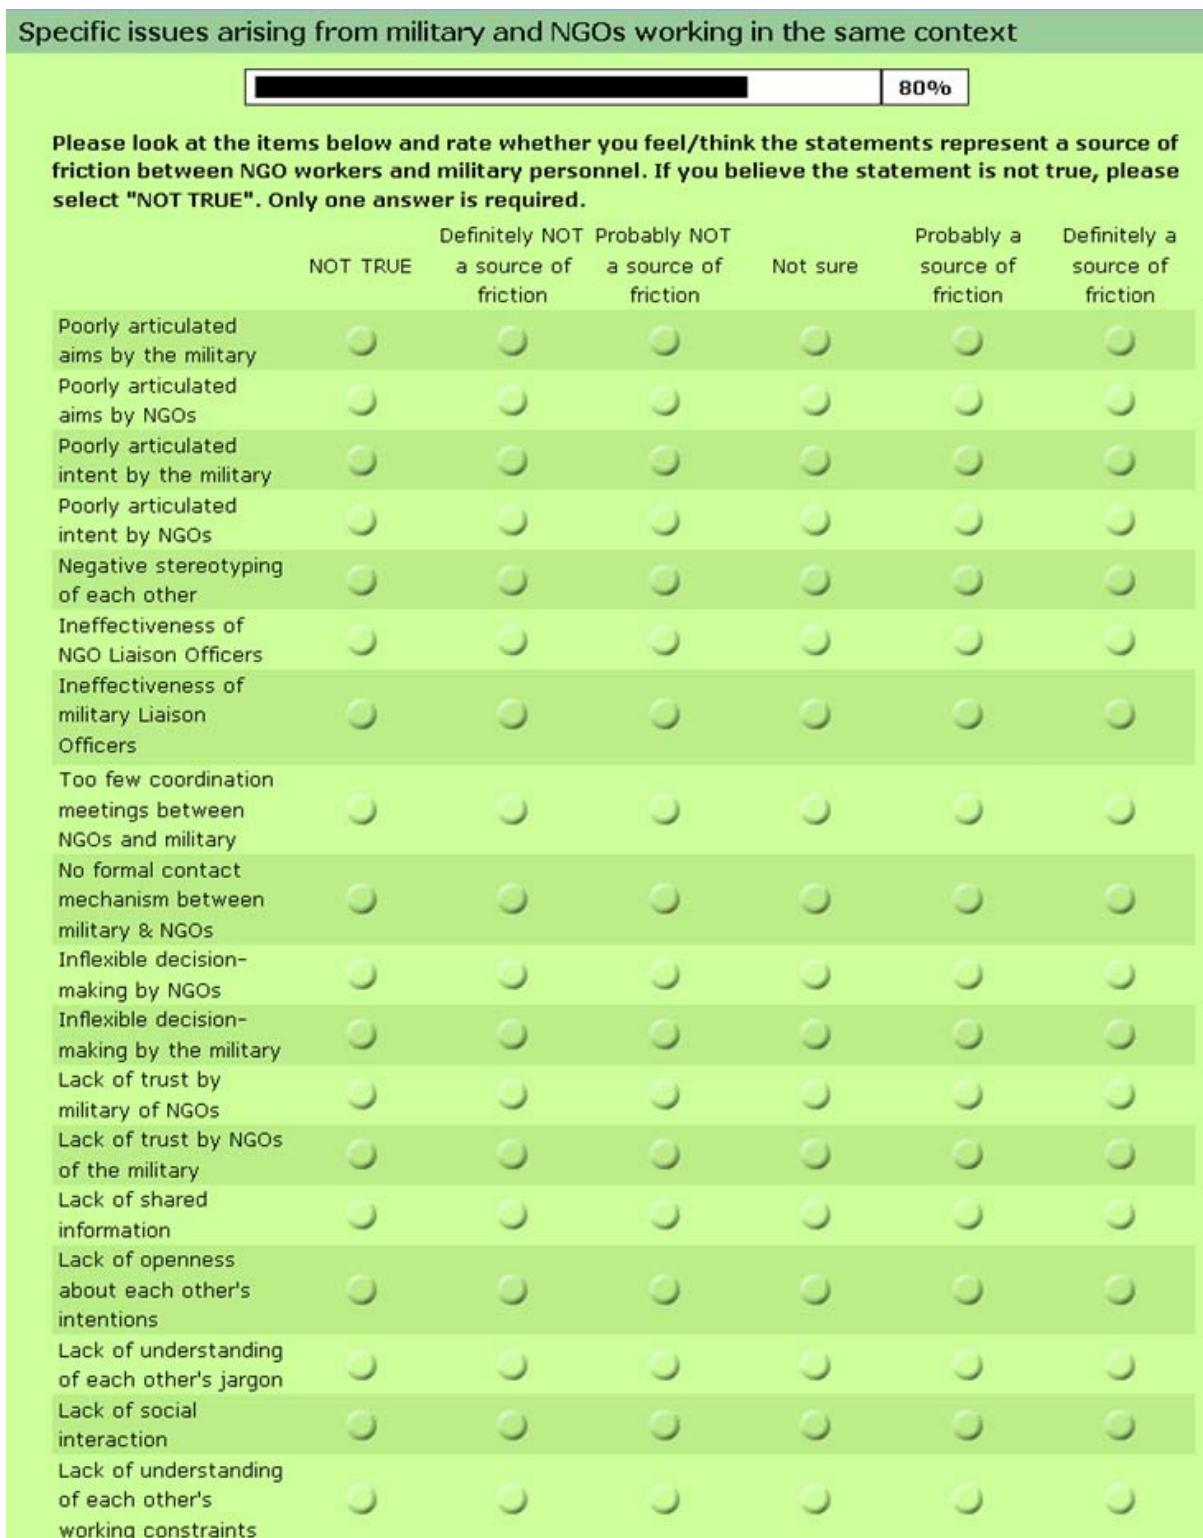 Specific issues arising from military and NGOs working in the same context
80%
Please look at the items below and rate whether you feel/think the statements represent a source of
friction between NGO workers and military personnel. If you believe the statement is not true, please
select "NOT TRUE". Only one answer is required.
NOT TRUE
Definitely NOT
a source of
friction
Probably NOT
a source of
friction
Not sure
Probably a
source of
friction
Definitely a
source of
friction
Poorly articulated
aims by the military
Poorly articulated
aims by NGOs
Poorly articulated
intent by the military
Poorly articulated
intent by NGOs
Negative stereotyping
of each other
Ineffectiveness of
NGO Liaison Officers
Ineffectiveness of
military Liaison
Officers
Too few coordination
meetings between
NGOs and military
No formal contact
mechanism between
military & NGOs
Inflexible decision-
making by NGOs
Inflexible decision-
making by the military
Lack of trust by
military of NGOs
Lack of trust by NGOs
of the military
Lack of shared
information
Lack of openness
about each other's
intentions
Lack of understanding
of each other's jargon
Lack of social
interaction
Lack of understanding
of each other's
working constraints